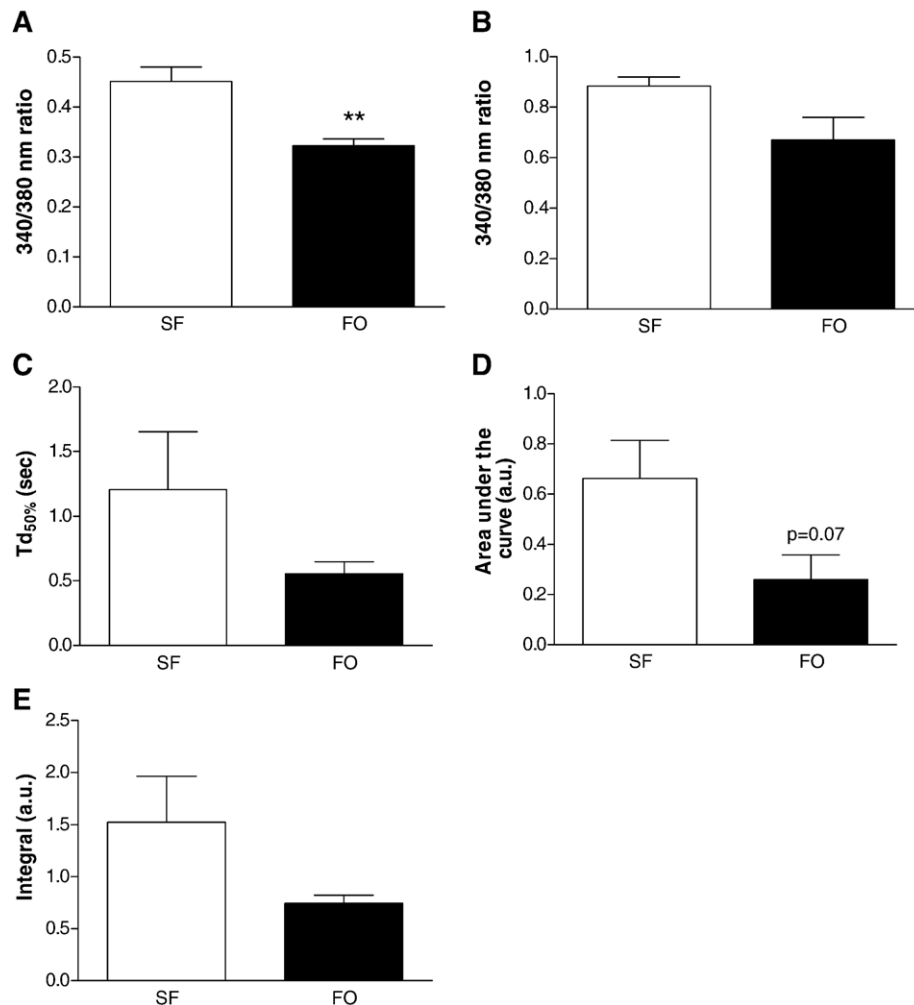 A
340/380 nm ratio
0.5
0.4
0.3
0.2
0.1
0.0
**
SF FO
B
340/380 nm ratio
1.0
0.8
0.6
0.4
0.2
0.0
SF FO
C
Td50% (sec)
2.0
1.5
1.0
0.5
0.0
SF FO
D
Area under the
curve (a.u.)
1.0
0.8
0.6
0.4
0.2
0.0
p=0.07
SF FO
E
Integral (a.u.)
2.5
2.0
1.5
1.0
0.5
0.0
SF FO